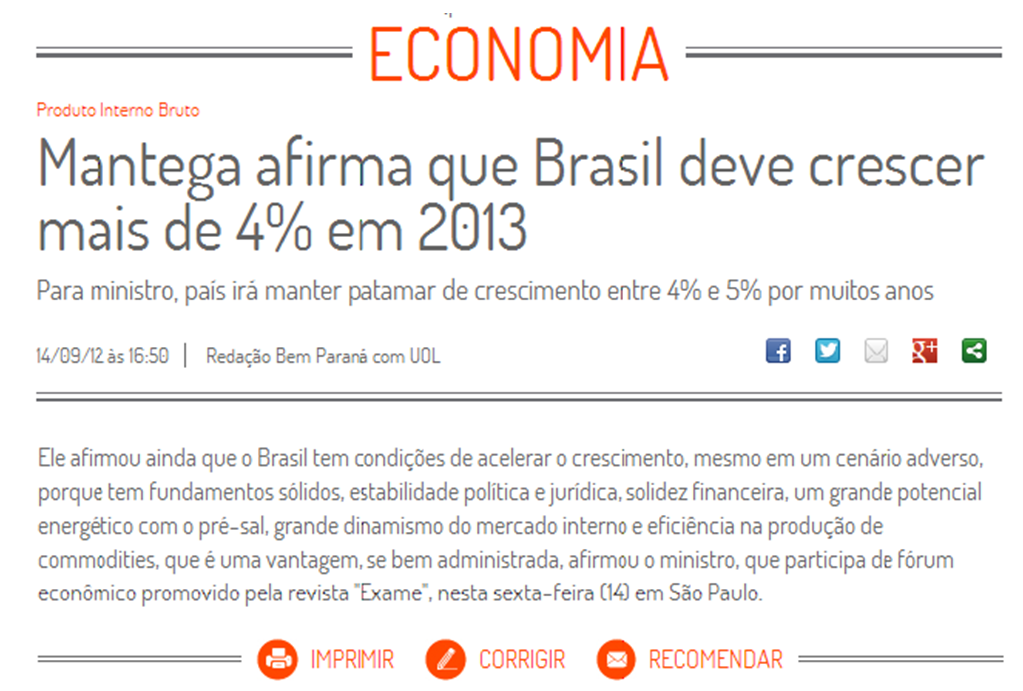 ECONOMIA
Produto Interno Bruto
Mantega afirma que Brasil deve crescer
mais de 4% em 2013
Para ministro, país irá manter patamar de crescimento entre 4% e 5% por muitos anos
14/09/12 às 16:50 | Redação Bem Paraná com UOL
Ele afirmou ainda que o Brasil tem condições de acelerar o crescimento, mesmo em um cenário adverso,
porque tem fundamentos sólidos, estabilidade política e jurídica, solidez financeira, um grande potencial
energético com o pré-sal, grande dinamismo do mercado interno e eficiência na produção de
commodities, que é uma vantagem, se bem administrada, afirmou o ministro, que participa de fórum
econômico promovido pela revista "Exame", nesta sexta-feira (14) em São Paulo.
IMPRIMIR CORRIGIR RECOMENDAR